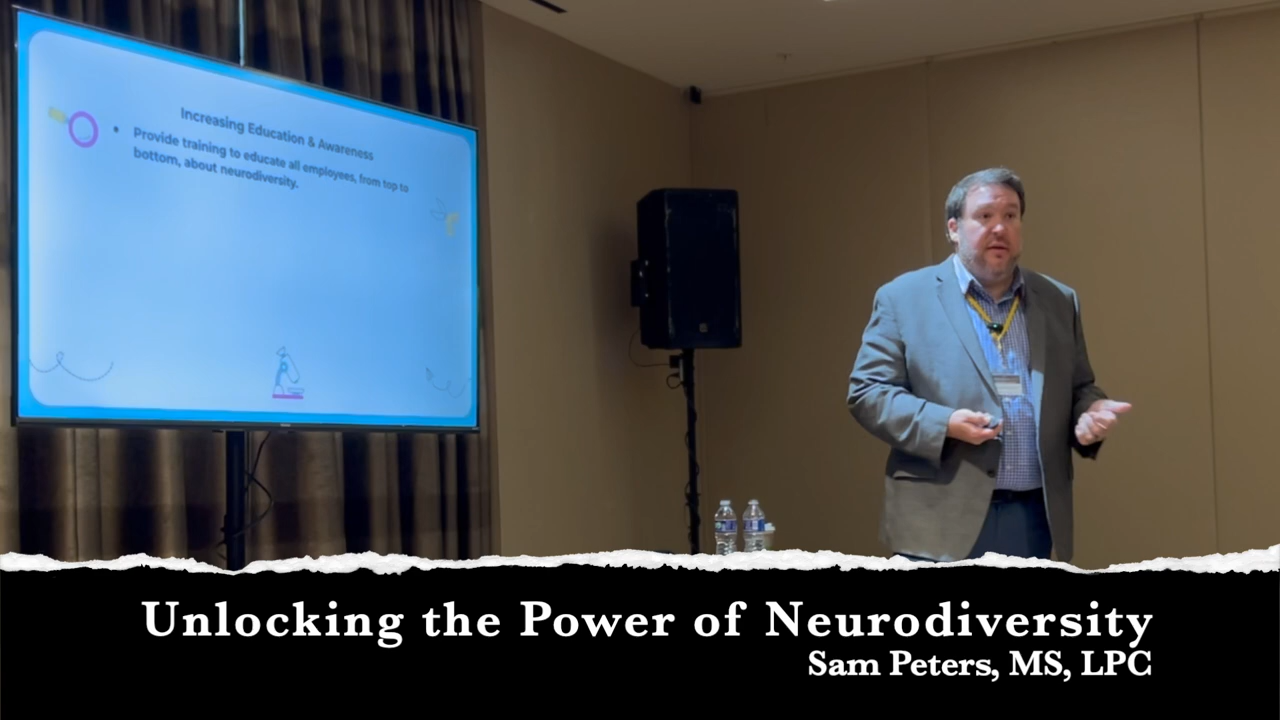 Increasing Education & Awareness
• Provide training to educate all employees, from top to
bottom, about neurodiversity.
Unlocking the Power of Neurodiversity
Sam Peters, MS, LPC